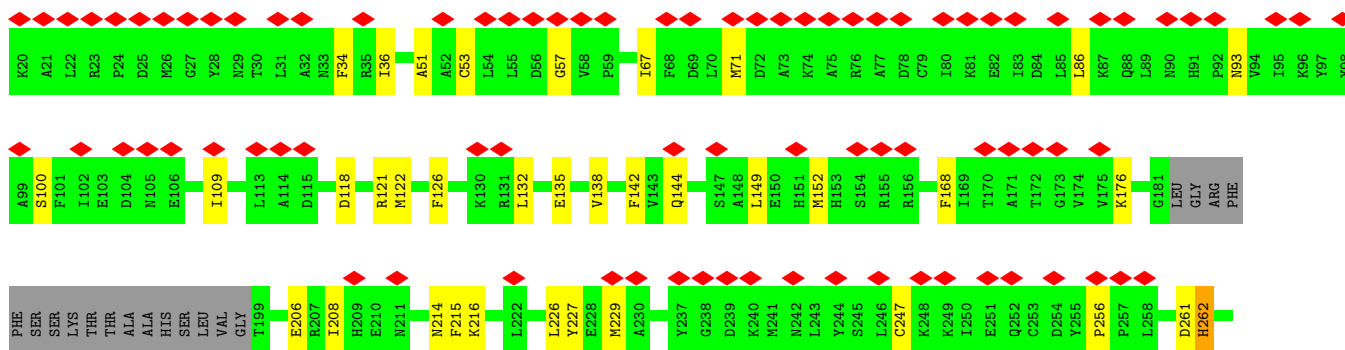 K20 A21 L22 R23 P24 D25 M26 G27 Y28 N29 T30 L31 A32 N33 F34 R35 I36 A51 A52 C53 L54 L55 D56 G57 V58 P59 I67 F68 D69 L70 M71 D72 A73 K74 A75 R76 A77 D78 C79 I80 K81 E82 I83 D84 L85 L86 K87 Q88 L89 N90 H91 P92 N93 V94 I95 K96 Y97
A99 S100 F101 I102 E103 D104 N105 E106 I109 L113 A114 D115 D118 R121 M122 F126 K130 R131 L132 E135 V138 F142 V143 Q144 S147 A148 L149 E150 H151 M152 H153 S154 R155 R156 F168 I169 T170 A171 T172 G173 V174 V175 K176 G181 LEU GLY ARG PHE
PHE SER SER LYS THR THR ALA ALA HIS SER LEU VAL GLY T199 E206 R207 I208 H209 E210 N211 N214 F215 K216 L222 L226 Y227 E228 M229 A230 Y237 G238 D239 K240 M241 N242 L243 Y244 S245 L246 C247 K248 K249 I250 E251 Q252 C253 D254 Y255 P256 P257 L258 D261 H262